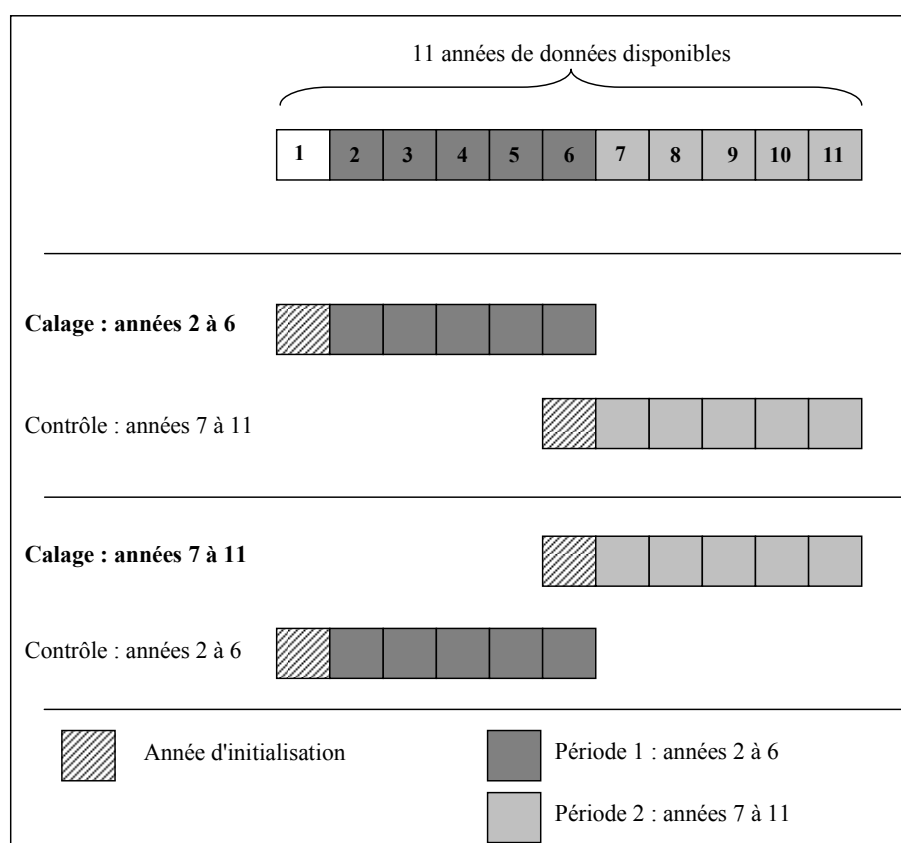 11 années de données disponibles
1 2 3 4 5 6 7 8 9 10 11
Calage : années 2 à 6
Contrôle : années 7 à 11
Calage : années 7 à 11
Contrôle : années 2 à 6
Année d'initialisation
Période 1 : années 2 à 6
Période 2 : années 7 à 11